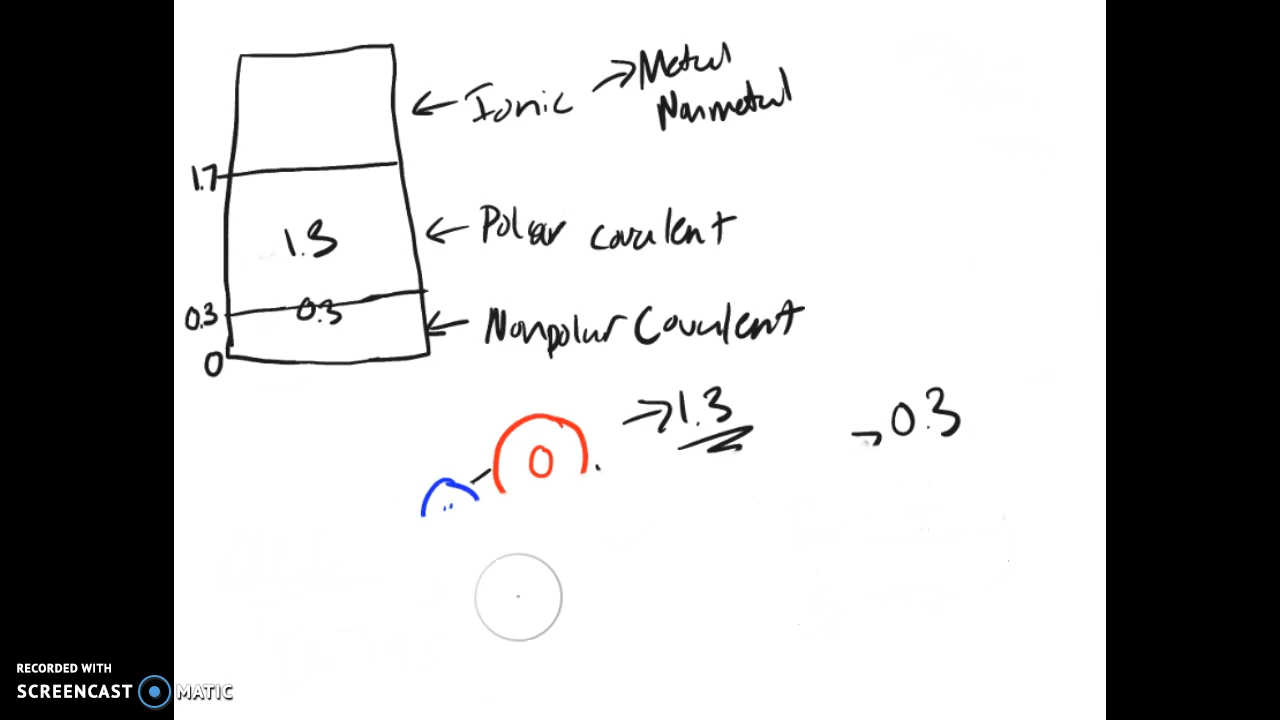 Ionic → Metal
Nonmetal
1.7
1.3
Polar covalent
0.3
0.3
Nonpolar Covalent
0
→ 1.3
→ 0.3
O
RECORDED WITH
SCREENCAST MATIC